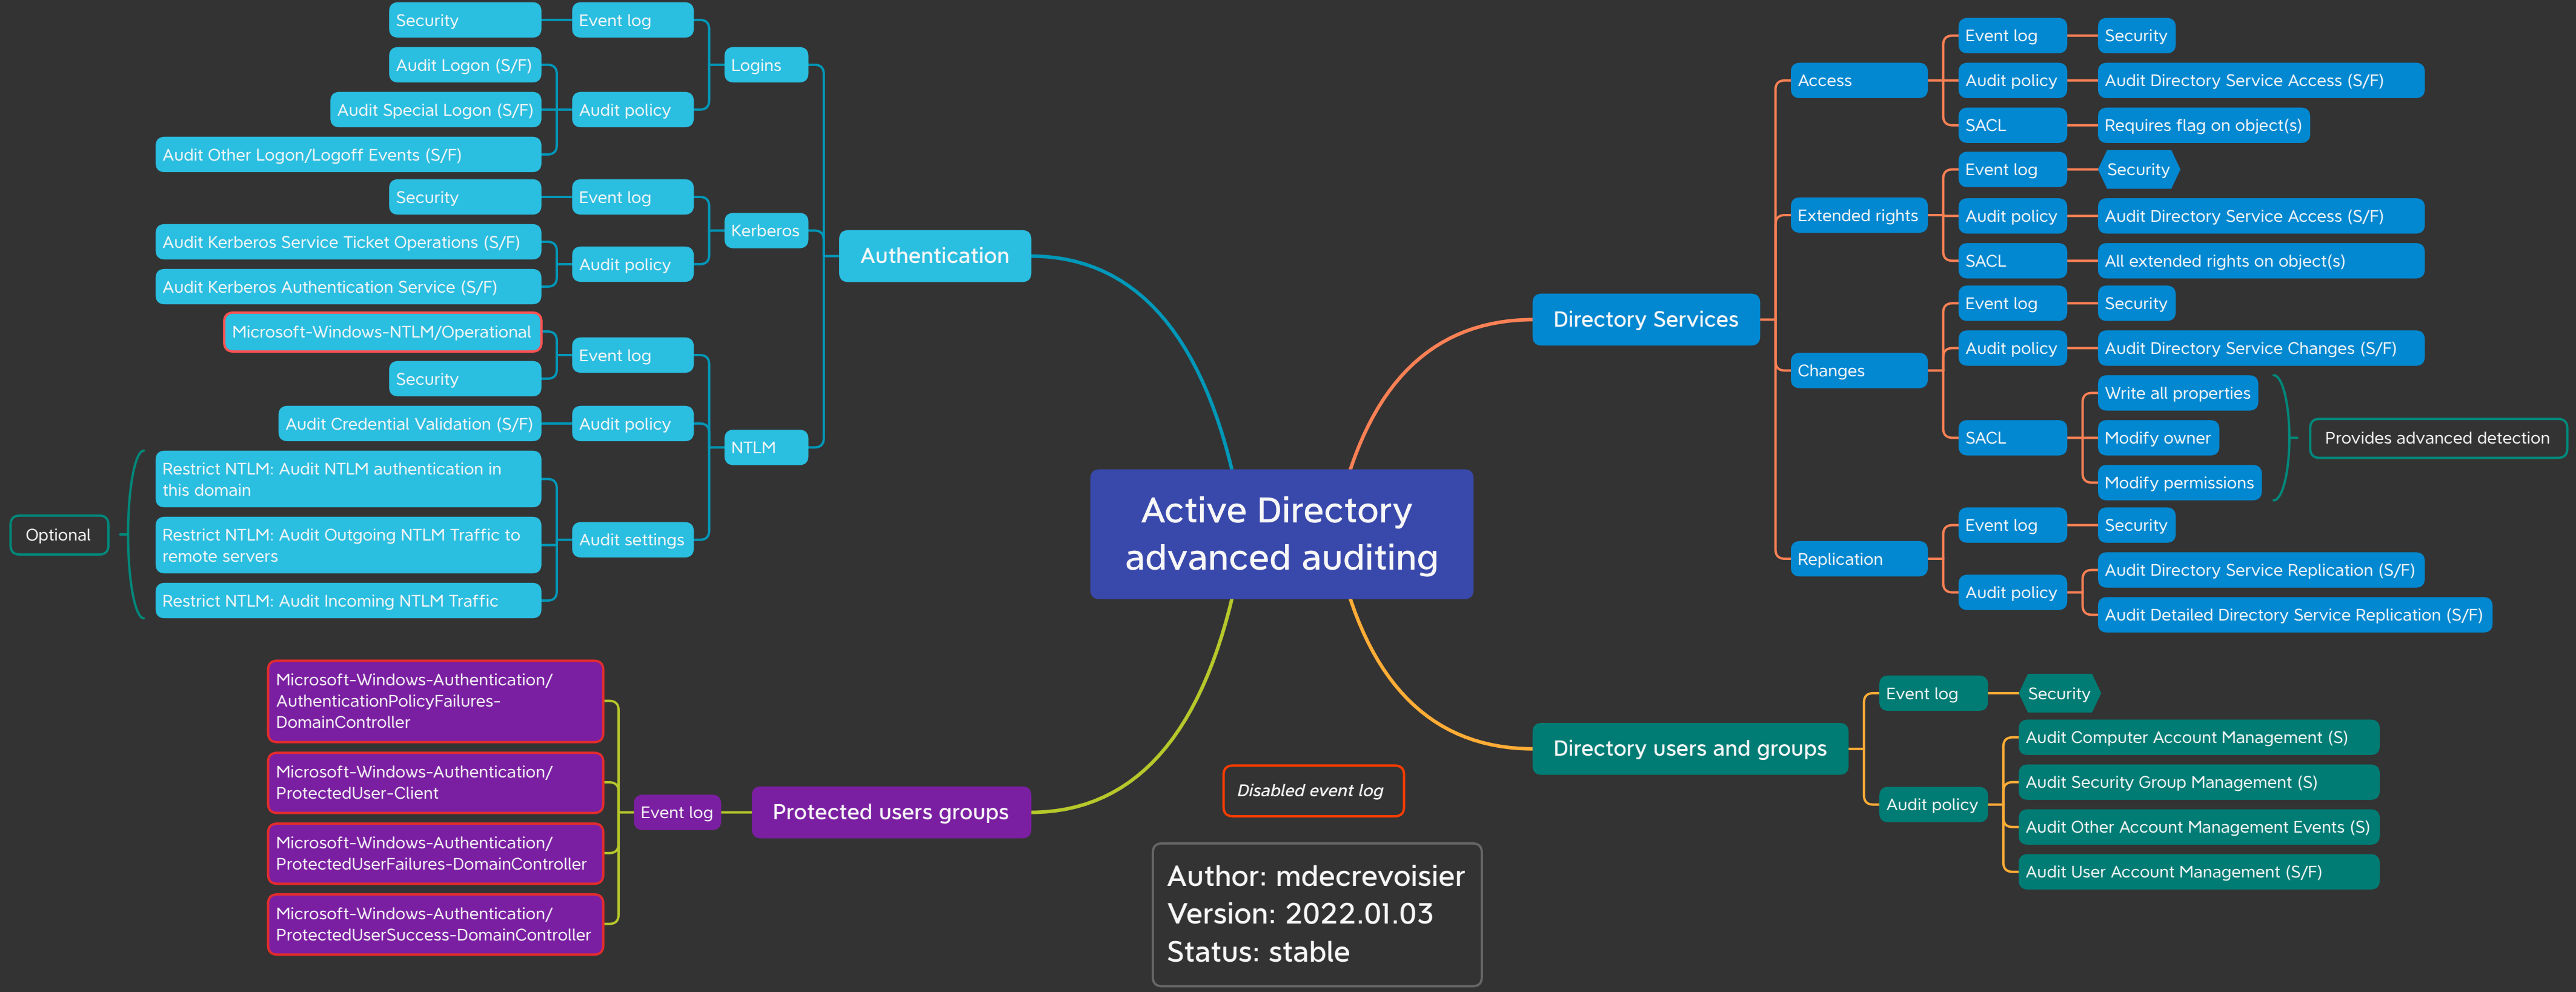 Active Directory
advanced auditing
Authentication
Logins
Event log
Security
Audit policy
Audit Logon (S/F)
Audit Special Logon (S/F)
Audit Other Logon/Logoff Events (S/F)
Kerberos
Event log
Security
Audit policy
Audit Kerberos Service Ticket Operations (S/F)
Audit Kerberos Authentication Service (S/F)
NTLM
Event log
Microsoft-Windows-NTLM/Operational
Security
Audit policy
Audit Credential Validation (S/F)
Audit settings
Restrict NTLM: Audit NTLM authentication in
this domain
Restrict NTLM: Audit Outgoing NTLM Traffic to
remote servers
Restrict NTLM: Audit Incoming NTLM Traffic
Optional
Directory Services
Access
Event log
Security
Audit policy
Audit Directory Service Access (S/F)
SACL
Requires flag on object(s)
Extended rights
Event log
Security
Audit policy
Audit Directory Service Access (S/F)
SACL
All extended rights on object(s)
Changes
Event log
Security
Audit policy
Audit Directory Service Changes (S/F)
SACL
Write all properties
Modify owner
Modify permissions
Provides advanced detection
Replication
Event log
Security
Audit policy
Audit Directory Service Replication (S/F)
Audit Detailed Directory Service Replication (S/F)
Protected users groups
Event log
Microsoft-Windows-Authentication/
AuthenticationPolicyFailures-
DomainController
Microsoft-Windows-Authentication/
ProtectedUser-Client
Microsoft-Windows-Authentication/
ProtectedUserFailures-DomainController
Microsoft-Windows-Authentication/
ProtectedUserSuccess-DomainController
Directory users and groups
Event log
Security
Audit policy
Audit Computer Account Management (S)
Audit Security Group Management (S)
Audit Other Account Management Events (S)
Audit User Account Management (S/F)
Disabled event log
Author: mdecrevoisier
Version: 2022.01.03
Status: stable